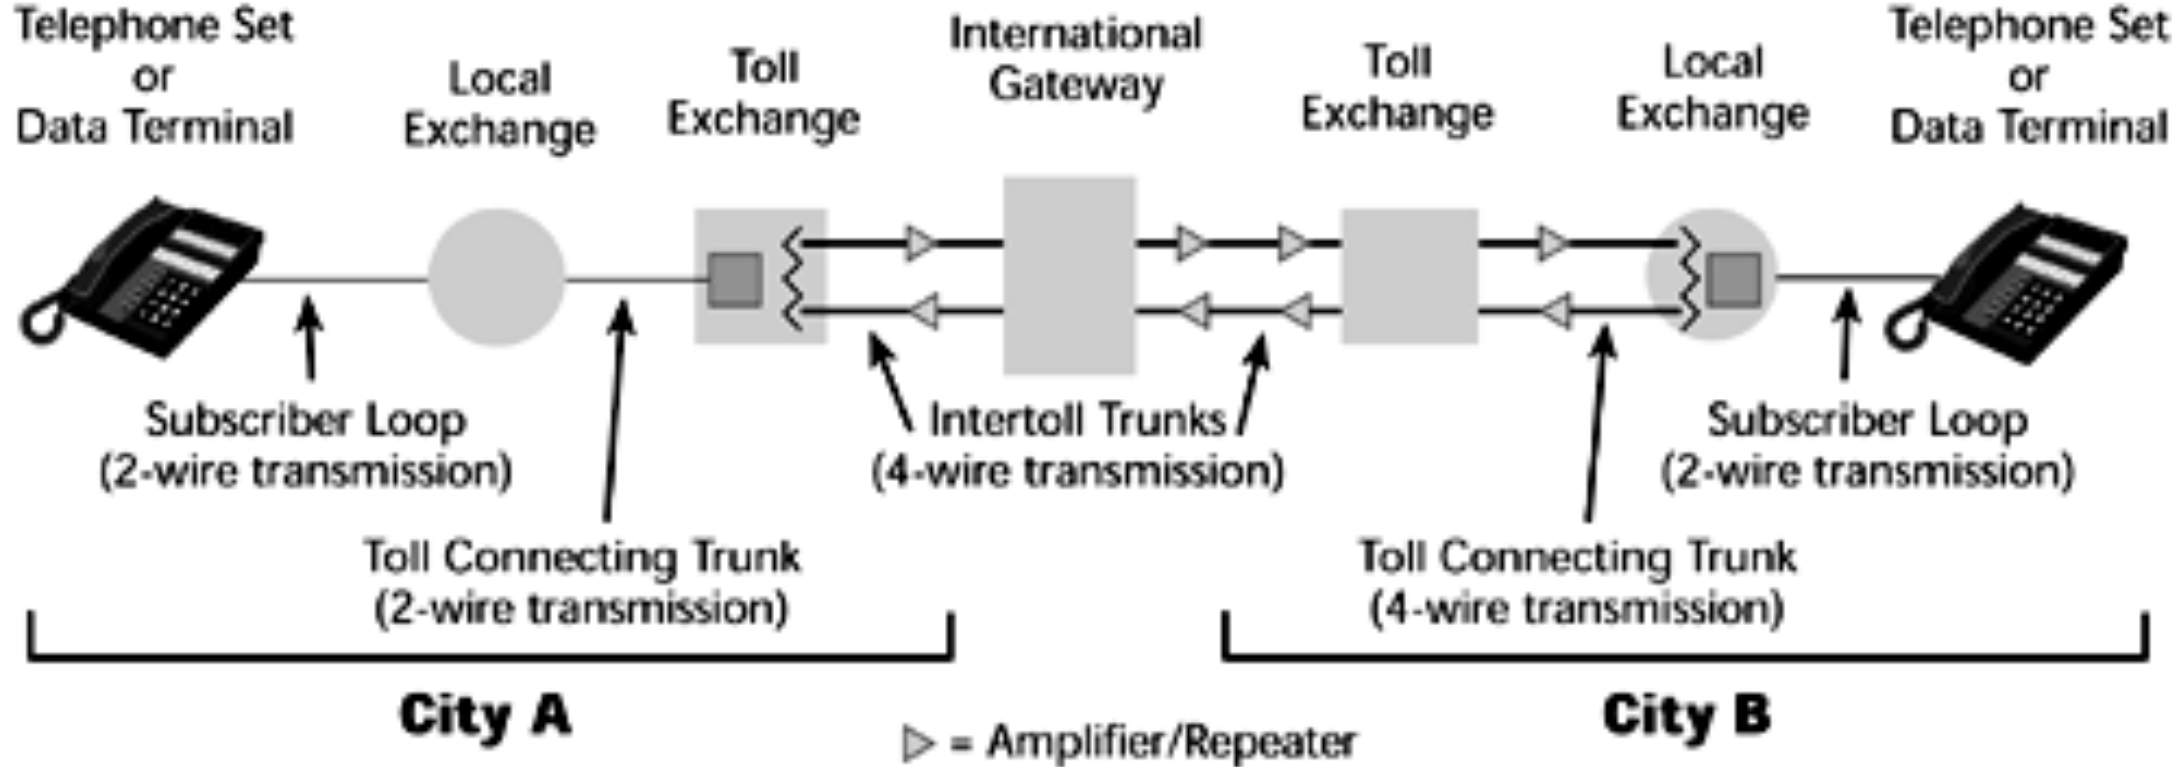 Telephone Set
or
Data Terminal
Local
Exchange
Toll
Exchange
International
Gateway
Toll
Exchange
Local
Exchange
Telephone Set
or
Data Terminal
Subscriber Loop
(2-wire transmission)
Intertoll Trunks
(4-wire transmission)
Subscriber Loop
(2-wire transmission)
Toll Connecting Trunk
(2-wire transmission)
Toll Connecting Trunk
(4-wire transmission)
City A
City B
= Amplifier/Repeater